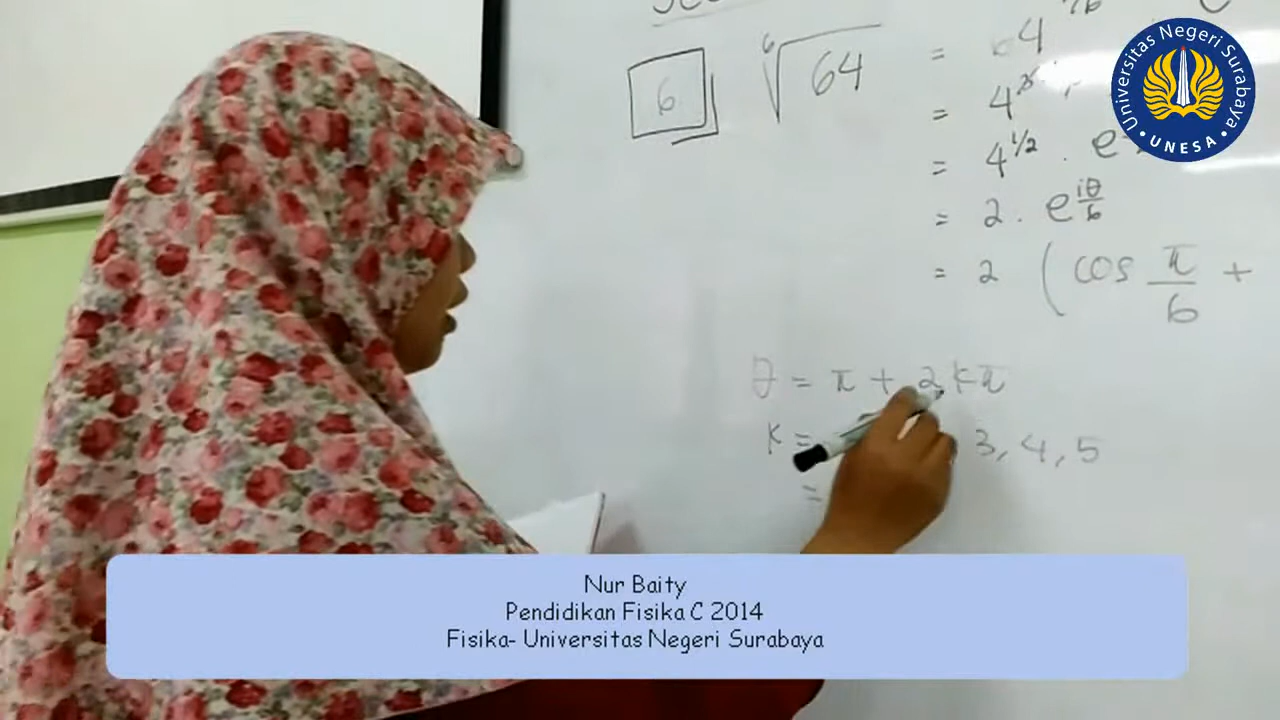 6
6√64 = 64
= 4
= 4^1/2 . e
= 2 . e^iθ/6
= 2 ( cos π/6 +
θ = π + 2kπ
k = 3, 4, 5
=
Universitas Negeri Surabaya
UNESA
Nur Baity
Pendidikan Fisika C 2014
Fisika- Universitas Negeri Surabaya